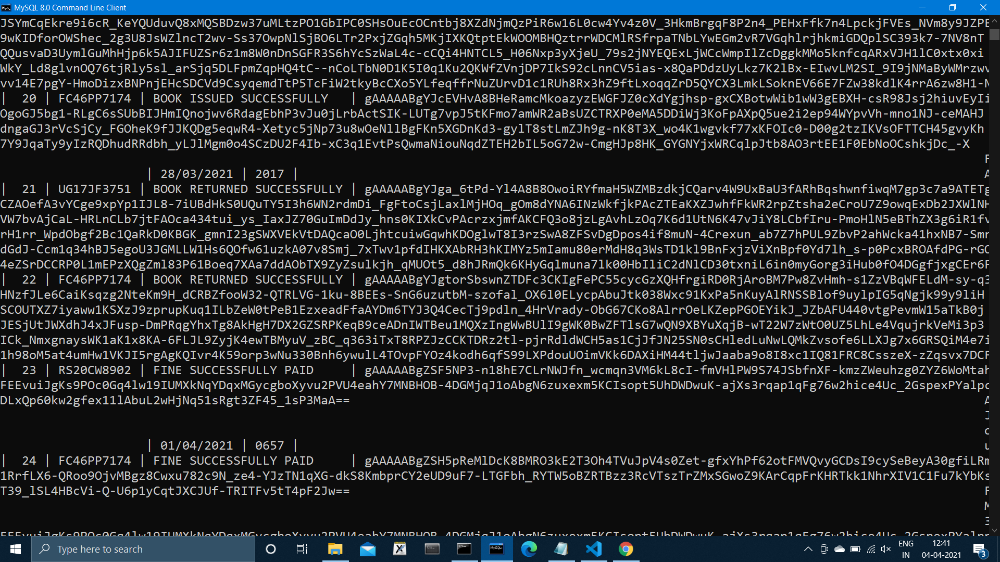 MySQL 8.0 Command Line Client
JSYmCqEkre9i6cR_KeYQUduvQ8xMQSBDzw37uMLtzPO1GbIPC0SHsOuEcOCntbj8XZdNjmQzPiR6w16L0cw4Yv4z0V_3HkmBrgqF8P2n4_PEHxFfk7n4LpckjFVEs_NVm8y9JZPE
9wKIDforOWShec_2g3U8JsWZlncT2wv-Ss37OwpNlSjBO6LTr2PxjZGqh5MKjIXKQtptEkWOOMBHQztrrWDCMlRSfrpaTNbLYwEGm2vR7VGqhlrjhkmiGDQplSC393k7-7NV8nT
QQusvaD3UymlGuMhHjp6k5AJIFUZSr6z1m8W0nDnSGFR3S6hYcSzWaL4c-cCQi4HNTCL5_H06Nxp3yXjeU_79s2jNYEQExLjWCcWmpIlZcDggkMMo5knfcqARxVJH1lC0xtx0xi
WkY_Ld8glvnOQ76tjRly5sl_arSjq5DLFpmZqpHQ4tC--nCoLTbN0D1K5I0q1Ku2QKWfZVnjDP7IkS92cLnnCV5ias-x8QaPDdzUyLkz7K2lBx-EIwvLM2SI_9I9jNMaByWMrzwv
vv14E7pgY-HmoDizxBNPnjEHcSDCVd9CsyqemdTtP5TcFiW2tkyBcCXo5YLfeqffrNuZUrvD1c1RUh8Rx3hZ9ftLxoqqZrD5QYCX3LmkLSoknEV66E7FZw38kdlK4rrA6zw8H1-N
| 20 | FC46PP7174 | BOOK ISSUED SUCCESSFULLY | gAAAAABgYJcEVHvA8BHeRamcMkoazyzEWGFJZ0cXdYgjhsp-gxCXBotwWib1wW3gEBXH-csR98Jsj2hiuvEyIi
OgoGJ5bg1-RLgC6sSUbBIJHmIQnojwv6RdagEbhP3vJu0jLrbActSIK-LUTg7vpJ5tKFmo7amWR2aBsUZCTRXP0eMA5DDiWj3KoFpAXpQ5ue2i2ep94WYpvVh-mno1NJ-ceMAHJ
dngaGJ3rVcSjCy_FGOheK9fJJKQDg5eqwR4-Xetyc5jNp73u8wOeNllBgFKn5XGDnKd3-gylT8stLmZJh9g-nK8T3X_wo4K1wgvkf77xKFOIc0-D00g2tzIKVsOFTTCH45gvyKh
7Y9JqaTy9yIzRQDhudRRdbh_yLJlMgm0o4SCzDU2F4Ib-xC3q1EvtPsQwmaNiouNqdZTEH2bIL5oG72w-CmgHJp8HK_GYGNYjxWRCqlpJtb8AO3rtEE1F0EbNoOCshkjDc_-X
| 28/03/2021 | 2017 |
| 21 | UG17JF3751 | BOOK RETURNED SUCCESSFULLY | gAAAAABgYJga_6tPd-Yl4A8B8OwoiRYfmaH5WZMBzdkjCQarv4W9UxBaU3fARhBqshwnfiwqM7gp3c7a9ATETg
CZAOefA3vYCge9xpYp1IJL8-7iUBdHkS0UQuTY5I3h6WN2rdmDi_FgFtoCsjLaxlMjHOq_gOm8dYNA6INzWkfjkPAcZTEaKXZJwhfFkWR2rpZtsha2eCroU7Z9owqExDb2JXWlNH
VW7bvAjCaL-HRLnCLb7jtFAOca434tui_ys_IaxJZ70GuImDdJy_hns0KIXkCvPAcrzxjmfAKCFQ3o8jzLgAvhLzOq7K6d1UtN6K47vJiY8LCbfIru-PmoHlN5eBThZX3g6iR1fv
rH1rr_WpdObgf2Bc1QaRkD0KBGK_gmnI23gSWXVEkVtDAQcaO0LjhtcuiwGqwhKDOglwT8I3rzSwA8ZFSvDgDpos4if8muN-4Crexun_ab7Z7hPUL9ZbvP2ahWcka41hxNB7-Smr
dGdJ-Ccm1q34hBJ5egoU3JGMLLW1Hs6QOfw61uzkA07v8Smj_7xTwv1pfdIHKXAbRH3hKIMYz5mIamu80erMdH8q3WsTD1kl9BnFxjzViXnBpf0Yd7lh_s-p0PcxBROAfdPG-rGO
4eZSrDCCRP0L1mEPzXQgZml83P61Boeq7XAa7ddAObTX9ZyZsulkjh_qMUOt5_d8hJRmQk6KHyGqlmuna7lk00HbIliC2dNlCD30txniL6in0myGorg3iHub0fO4DGgfjxgCEr6F
| 22 | FC46PP7174 | BOOK RETURNED SUCCESSFULLY | gAAAAABgYJgtorSbswnZTDFc3CKIgFePC55cycGzXQHfrgiRD0RjAroBM7Pw8ZvHmh-s1ZzVBqWFELdM-sy-q3
HNzfJLe6CaiKsqzg2NteKm9H_dCRBZfooW32-QTRLVG-1ku-8BEEs-SnG6uzutbM-szofal_OX6l0ELycpAbuJtk038Wxc91KxPa5nKuyAlRNSSBlof9uylpIG5qNgjk99y9liH
SCOUTXZ7iyaww1KSXzJ9zprupKuq1ILbZeW0tPeB1EzxeadFfaAYDm6TYJ3Q4CecTj9pdln_4HrVrady-ObG67CKo8AlrrOeLKZepPGOEYikJ_JZbAFU440vtgPevmW15aTkB0j
JESjUtJWXdhJ4xJFusp-DmPRqgYhxTg8AkHgH7DX2GZSRPKeqB9ceADnIWTBeu1MQXzIngWwBUlI9gWK0BwZFTlsG7wQN9XBYuXqjB-wT22W7zWtO0UZ5LhLe4VqujrkVeMi3p3
ICk_NmxgnaysWK1aK1x8KA-6FLJL9ZyjK4ewTBMyuV_zBC_q363iTxT8RPZJzCCKTDRz2tl-pjrRdldWCH5as1CjJfJN25SN0sCHledLuNwLQMkZvsofe6LLXJg7x6GRSQiM4e7i
1h98oM5at4umHw1VKJI5rgAgKQIvr4K59orp3wNu330Bnh6ywulL4TOvpFYOz4kodh6qfS99LXPdouUOimVKk6DAXiHM44tljwJaaba9o8I8xc1IQ81FRC8CsszeX-zZqsvx7DCF
| 23 | RS20CW8902 | FINE SUCCESSFULLY PAID | gAAAAABgZSF5NP3-n18hE7CLrNWJfn_wcmqn3VM6kL8cI-fmVHlPW9S74JSbfnXF-kmzZWeuhzg0ZYZ6WoMtah
FEEvuiJgKs9POc0Gq4lw19IUMXkNqYDqxMGycgboXyvu2PVU4eahY7MNBHOB-4DGMjqJ1oAbgN6zuxexm5KCIsopt5UhDWDwuK-ajXs3rqap1qFg76w2hice4Uc_2GspexPYalpc
DLxQp60kw2gfex11lAbuL2wHjNq51sRgt3ZF45_1sP3MaA==
| 01/04/2021 | 0657 |
| 24 | FC46PP7174 | FINE SUCCESSFULLY PAID | gAAAAABgZSH5pReMlDcK8BMRO3kE2T3Oh4TVuJpV4s0Zet-gfxYhPf62otFMVQvyGCDsI9cySeBeyA30gfiLRm
1RrfLX6-QRoo9OjvMBgz8Cwxu782c9N_ze4-YJzTN1qXG-dkS8KmbprCY2eUD9uF7-LTGFbh_RYTW5oBZRTBzz3RcVTszTrZMxSGwoZ9KArCqpFrKHRTkk1NhrXIV1C1Fu7kYbKs
T39_lSL4HBcVi-Q-U6p1yCqtJXCJUf-TRITFv5tT4pF2Jw==
Type here to search
ENG
IN
12:41
04-04-2021
3